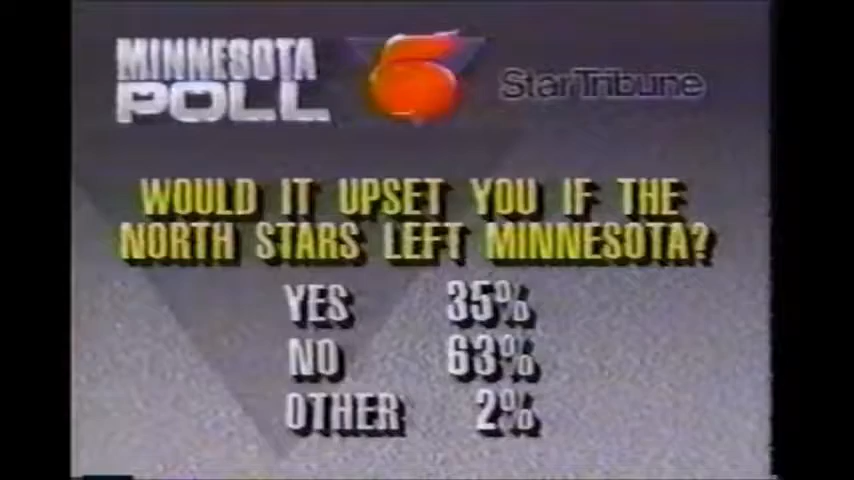 MINNESOTA
POLL
5
StarTribune
WOULD IT UPSET YOU IF THE
NORTH STARS LEFT MINNESOTA?
YES 35%
NO 63%
OTHER 2%